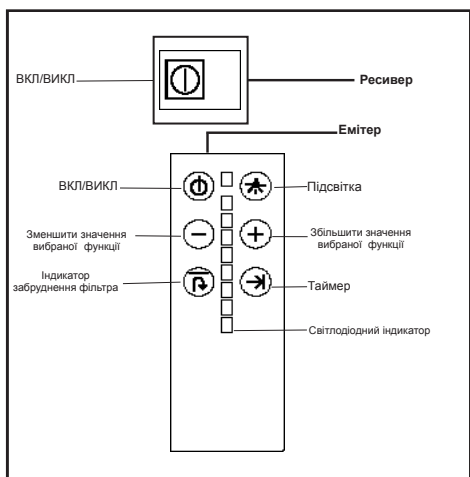 ВКЛ/ВИКЛ
Ресивер
Емітер
ВКЛ/ВИКЛ
Підсвітка
Зменшити значення
вибраної функції
Збільшити значення
вибраної функції
Індикатор
забруднення фільтра
Таймер
Світлодіодний індикатор